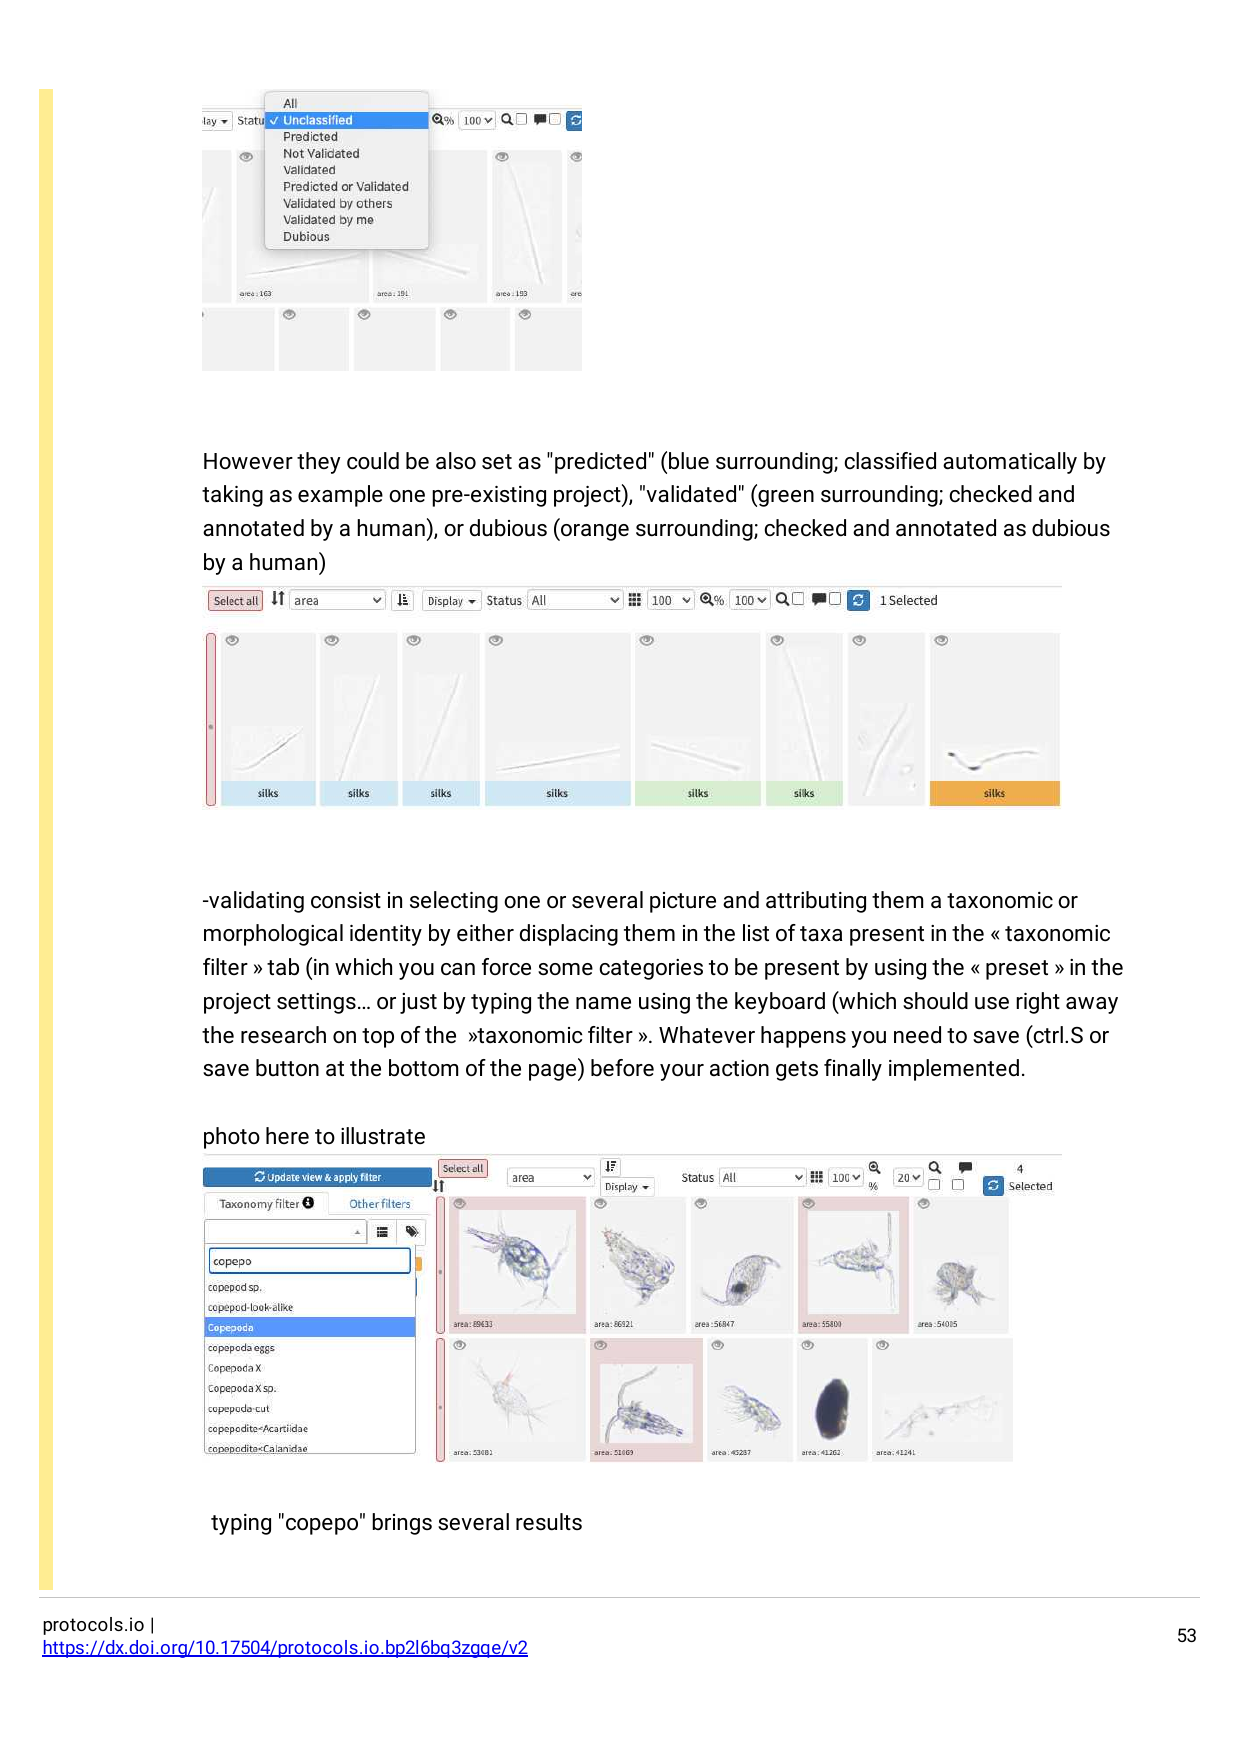 All
lay Status ✓ Unclassified % 100
Predicted
Not Validated
Validated
Predicted or Validated
Validated by others
Validated by me
Dubious
area : 163 area : 191 area : 193 are
However they could be also set as "predicted" (blue surrounding; classified automatically by
taking as example one pre-existing project), "validated" (green surrounding; checked and
annotated by a human), or dubious (orange surrounding; checked and annotated as dubious
by a human)
Select all area Display Status All 100 % 100 1 Selected
silks silks silks silks silks silks silks
-validating consist in selecting one or several picture and attributing them a taxonomic or
morphological identity by either displacing them in the list of taxa present in the « taxonomic
filter » tab (in which you can force some categories to be present by using the « preset » in the
project settings… or just by typing the name using the keyboard (which should use right away
the research on top of the »taxonomic filter ». Whatever happens you need to save (ctrl.S or
save button at the bottom of the page) before your action gets finally implemented.
photo here to illustrate
Update view & apply filter Select all area Display Status All 100 % 20 4 Selected
Taxonomy filter Other filters
copepo
copepod sp.
copepod-look-alike
Copepoda
copepoda eggs
Copepoda X
Copepoda X sp.
copepoda-cut
copepodite<Acartiidae
copepodite<Calanidae
area : 89633 area : 86921 area : 56847 area : 55800 area : 54005
area : 53081 area : 51069 area : 45287 area : 41262 area : 41241
typing "copepo" brings several results
protocols.io |
https://dx.doi.org/10.17504/protocols.io.bp2l6bq3zgqe/v2
53